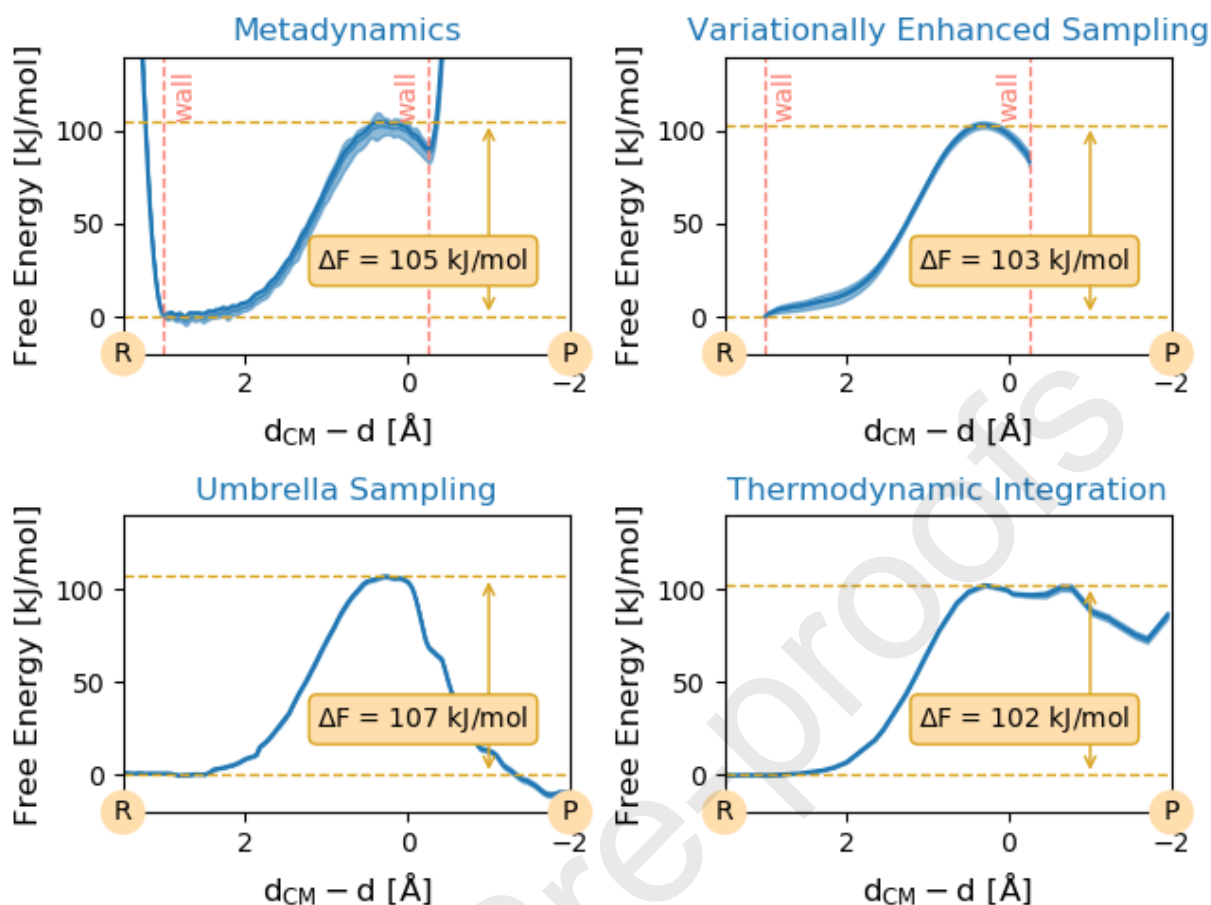 Metadynamics
Free Energy [kJ/mol]
100
50
0
wall
wall
ΔF = 105 kJ/mol
R
2
0
−2
P
d_CM − d [Å]
Variationally Enhanced Sampling
Free Energy [kJ/mol]
100
50
0
wall
wall
ΔF = 103 kJ/mol
R
2
0
−2
P
d_CM − d [Å]
Umbrella Sampling
Free Energy [kJ/mol]
100
50
0
ΔF = 107 kJ/mol
R
2
0
−2
P
d_CM − d [Å]
Thermodynamic Integration
Free Energy [kJ/mol]
100
50
0
ΔF = 102 kJ/mol
R
2
0
−2
P
d_CM − d [Å]
re-proofs